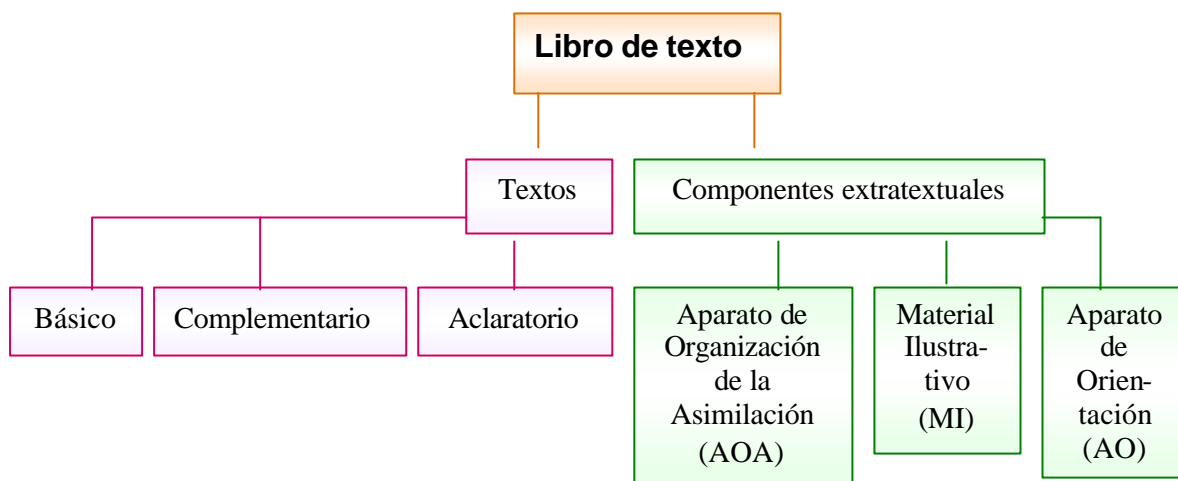 Libro de texto
Textos
Componentes extratextuales
Básico
Complementario
Aclaratorio
Aparato de
Organización
de la
Asimilación
(AOA)
Material
Ilustra-
tivo
(MI)
Aparato
de
Orien-
tación
(AO)